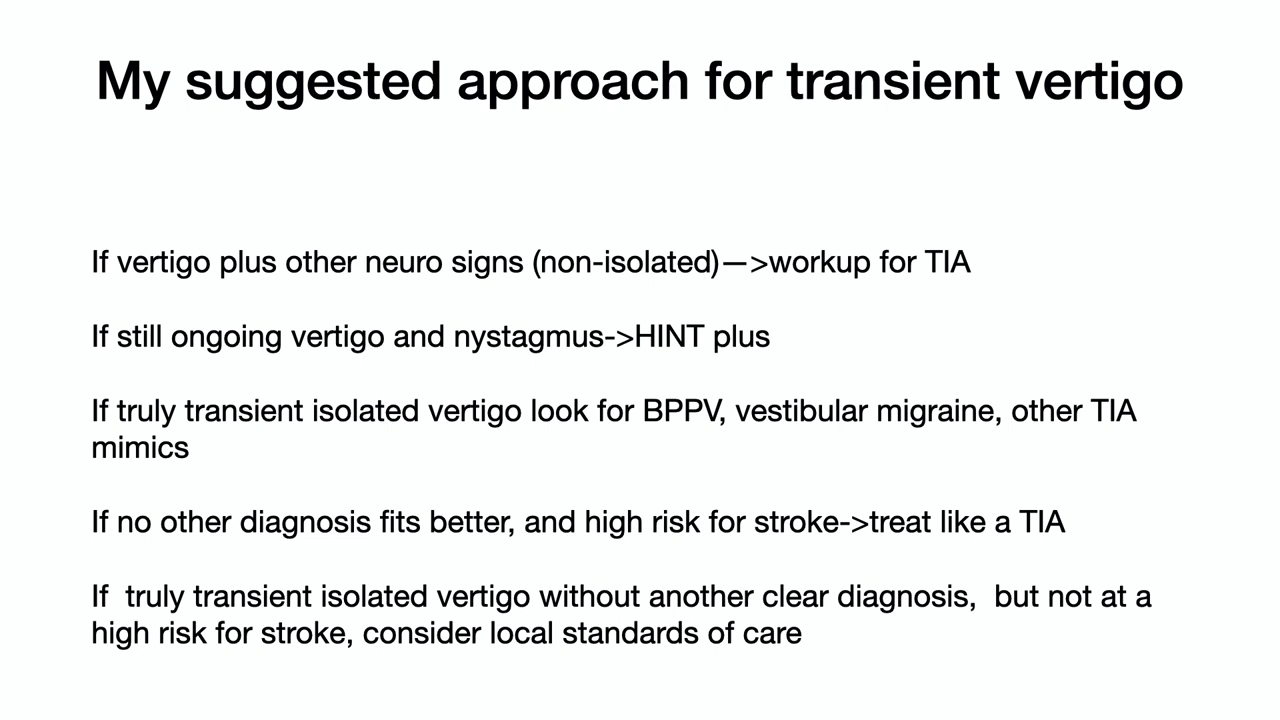 My suggested approach for transient vertigo
If vertigo plus other neuro signs (non-isolated)—>workup for TIA
If still ongoing vertigo and nystagmus->HINT plus
If truly transient isolated vertigo look for BPPV, vestibular migraine, other TIA
mimics
If no other diagnosis fits better, and high risk for stroke->treat like a TIA
If  truly transient isolated vertigo without another clear diagnosis,  but not at a
high risk for stroke, consider local standards of care